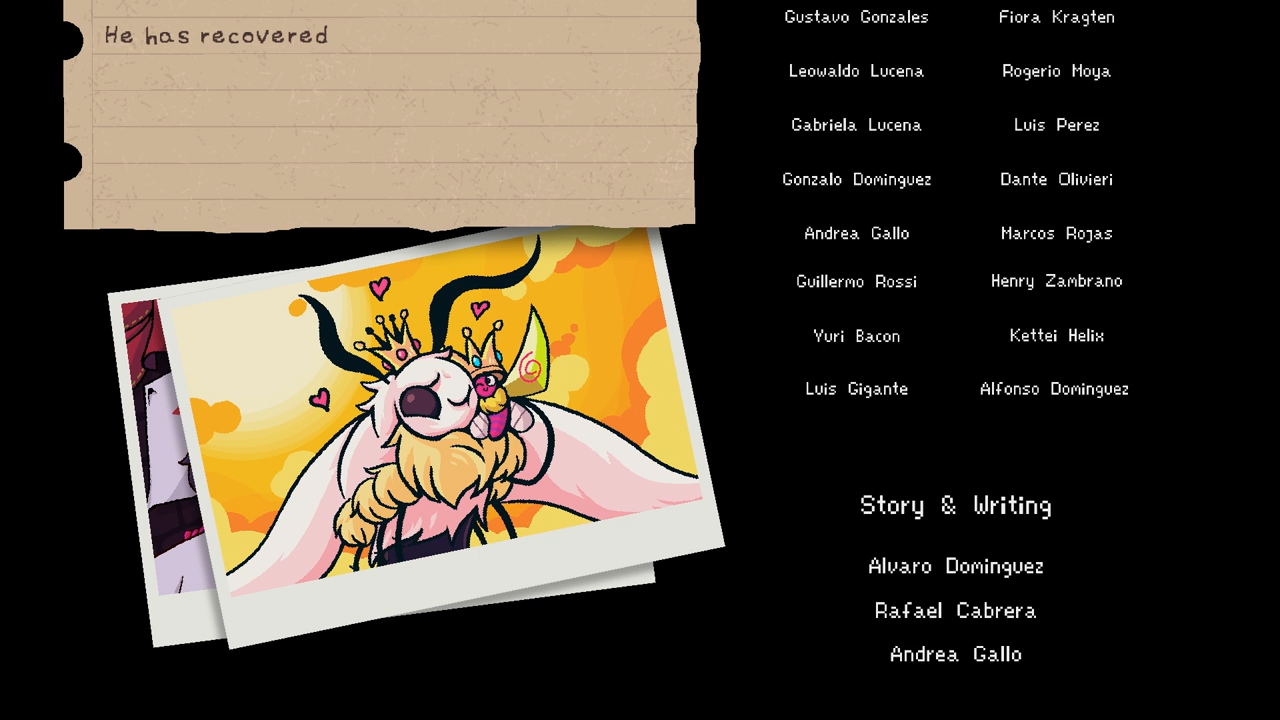 He has recovered
Gustavo Gonzales Fiora Kragten
Leowaldo Lucena Rogerio Moya
Gabriela Lucena Luis Perez
Gonzalo Dominguez Dante Olivieri
Andrea Gallo Marcos Rojas
Guillermo Rossi Henry Zambrano
Yuri Bacon Kettei Helix
Luis Gigante Alfonso Dominguez
Story & Writing
Alvaro Dominguez
Rafael Cabrera
Andrea Gallo